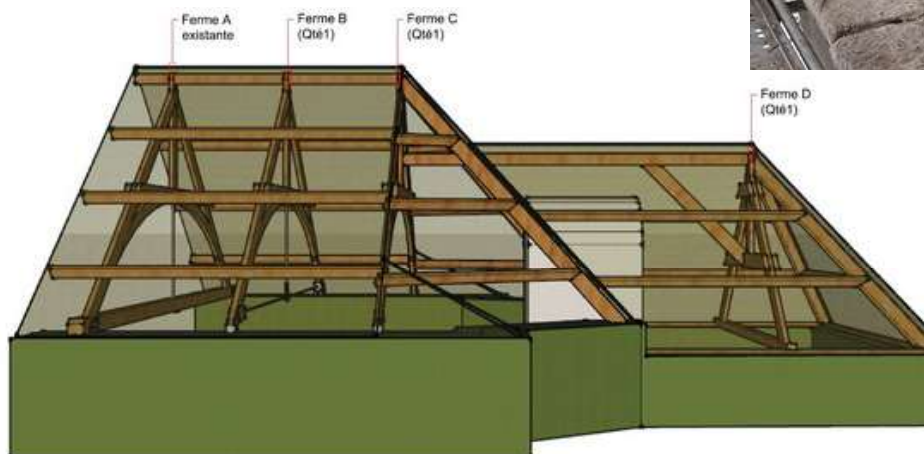 Ferme A
existante
Ferme B
(Qté1)
Ferme C
(Qté1)
Ferme D
(Qté1)